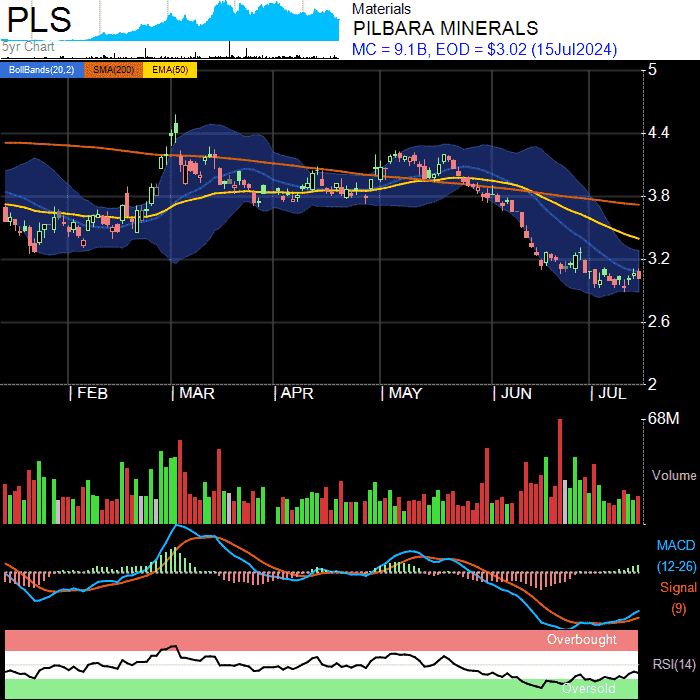 PLS
5yr Chart
Materials
PILBARA MINERALS
MC = 9.1B, EOD = $3.02 (15Jul2024)
BollBands(20,2) SMA(200) EMA(50)
5
4.4
3.8
3.2
2.6
2
| FEB | MAR | APR | MAY | JUN | JUL
68M
Volume
MACD
(12-26)
Signal
(9)
Overbought
RSI(14)
Oversold